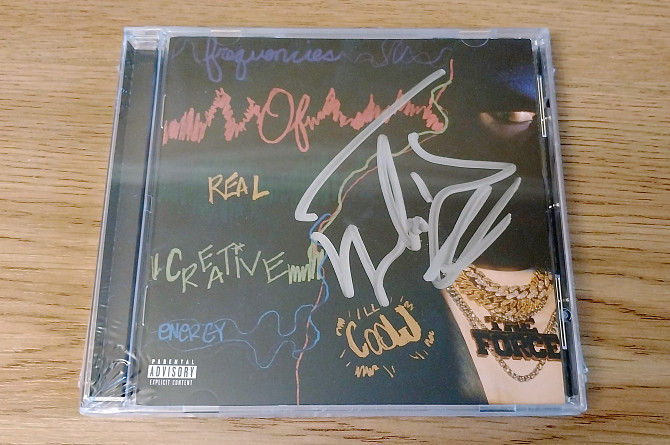 frequencies
Of
REAL
CREATIVE
ENERGY
LL
COOL J
THE
FORCE
PARENTAL
ADVISORY
EXPLICIT CONTENT